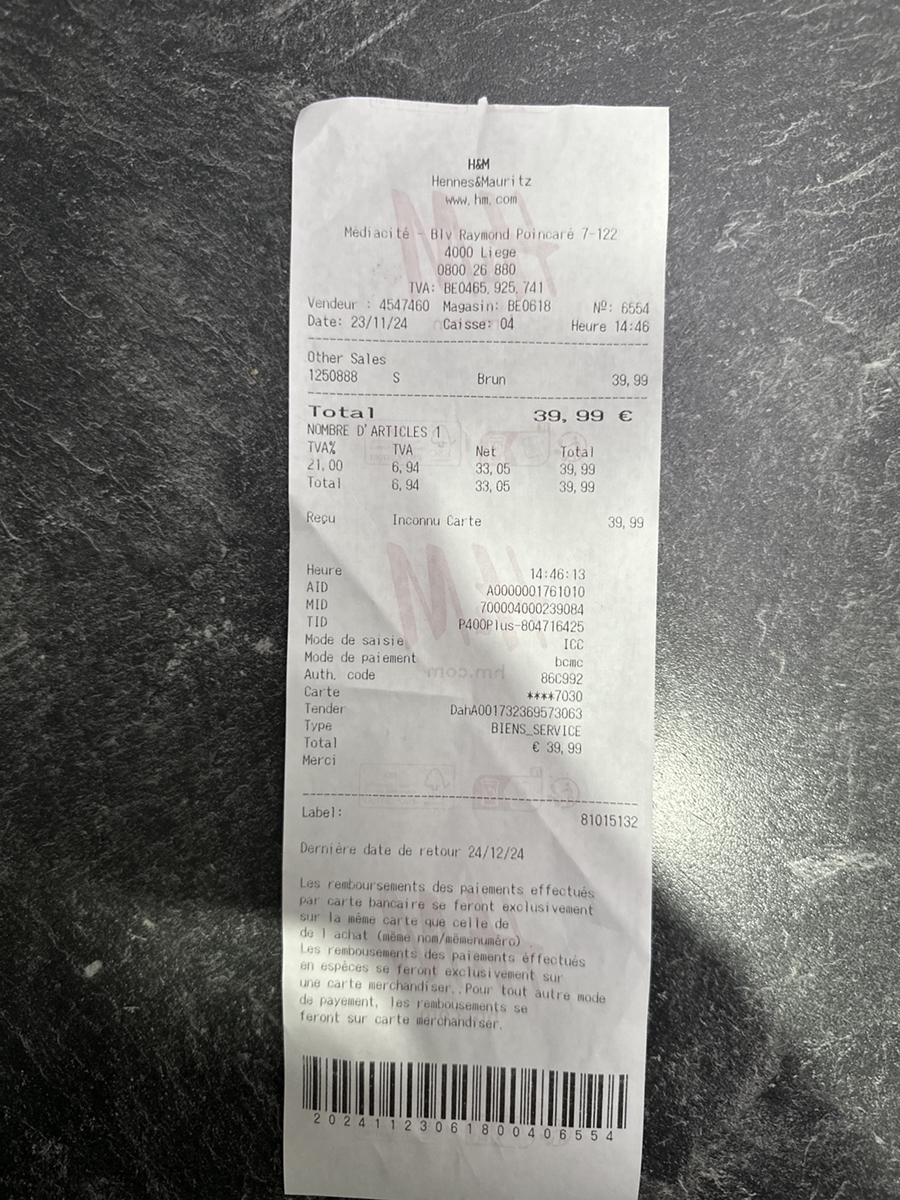 H&M
Hennes&Mauritz
www.hm.com
Médiacité - Blv Raymond Poincaré 7-122
4000 Liege
0800 26 880
TVA: BE0465.925.741
Vendeur : 4547460 Magasin: BE0618 Nº: 6554
Date: 23/11/24 Caisse: 04 Heure 14:46
Other Sales
1250888 S Brun 39,99
Total 39,99 €
NOMBRE D'ARTICLES 1
TVA% TVA Net Total
21,00 6,94 33,05 39,99
Total 6,94 33,05 39,99
Reçu Inconnu Carte 39,99
Heure 14:46:13
AID A0000001761010
MID 700004000239084
TID P400Plus-804716425
Mode de saisie ICC
Mode de paiement bcmc
Auth. code 86C992
Carte ****7030
Tender DahA001732369573063
Type BIENS_SERVICE
Total € 39,99
Merci
Label: 81015132
Dernière date de retour 24/12/24
Les remboursements des paiements effectués
par carte bancaire se feront exclusivement
sur la même carte que celle de
de l achat (même nom/mêmenuméro)
Les rembousements des paiements éffectués
en espèces se feront exclusivement sur
une carte merchandiser..Pour tout autre mode
de payement, les rembousements se
feront sur carte merchandiser.
2024112306180040 6554